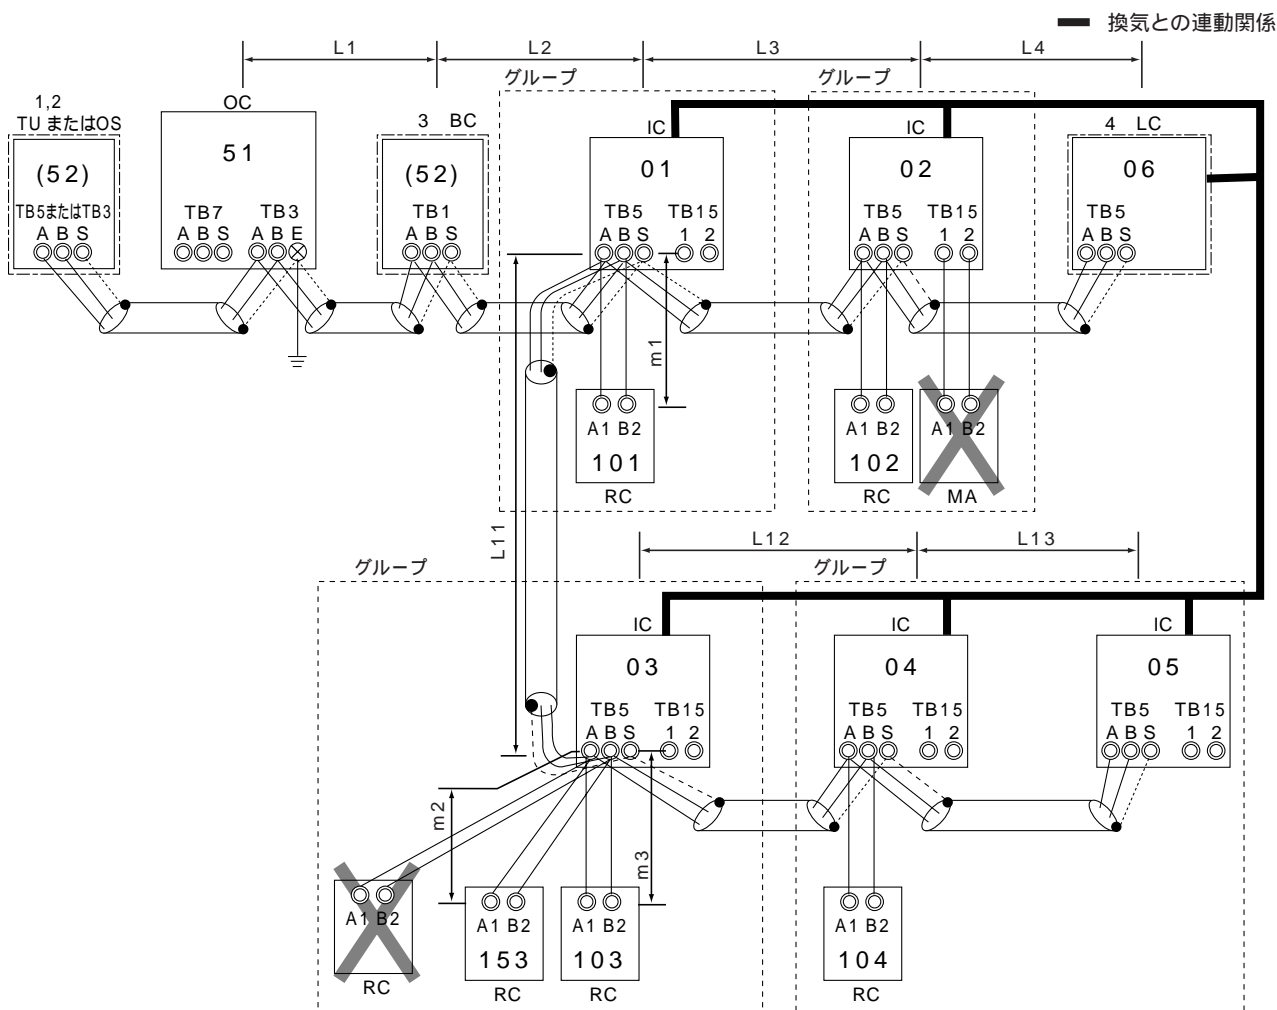 換気との連動関係
L1 L2 L3 L4
グループ グループ
1,2
TU またはOS
OC
3 BC
IC
IC
4 LC
(52)
51
(52)
01
02
06
TB5またはTB3
TB7 TB3
TB1
TB5 TB15
TB5 TB15
TB5
A B S
A B S A B E
A B S
A B S 1 2
A B S 1 2
A B S
m1
A1 B2
101
RC
A1 B2
102
RC
A1 B2
MA
L11
L12 L13
グループ グループ
IC
IC
IC
03
04
05
TB5 TB15
TB5 TB15
TB5 TB15
A B S 1 2
A B S 1 2
A B S 1 2
m2
m3
A1 B2
RC
A1 B2
153
RC
A1 B2
103
RC
A1 B2
104
RC